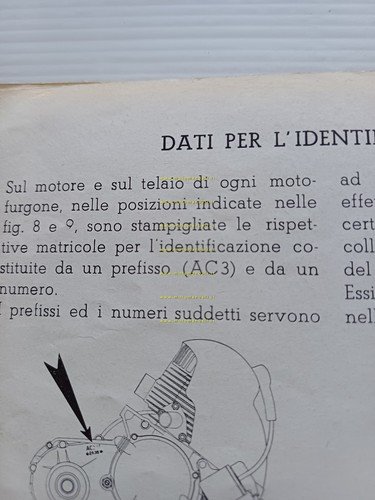 DATI PER L'IDENTI
Sul motore e sul telaio di ogni moto-
furgone, nelle posizioni indicate nelle
fig. 8 e 9, sono stampigliate le rispet-
tive matricole per l'identificazione co-
stituite da un prefisso (AC3) e da un
numero.
I prefissi ed i numeri suddetti servono
ad
effe
cert
coll
del
Essi
nell
AC